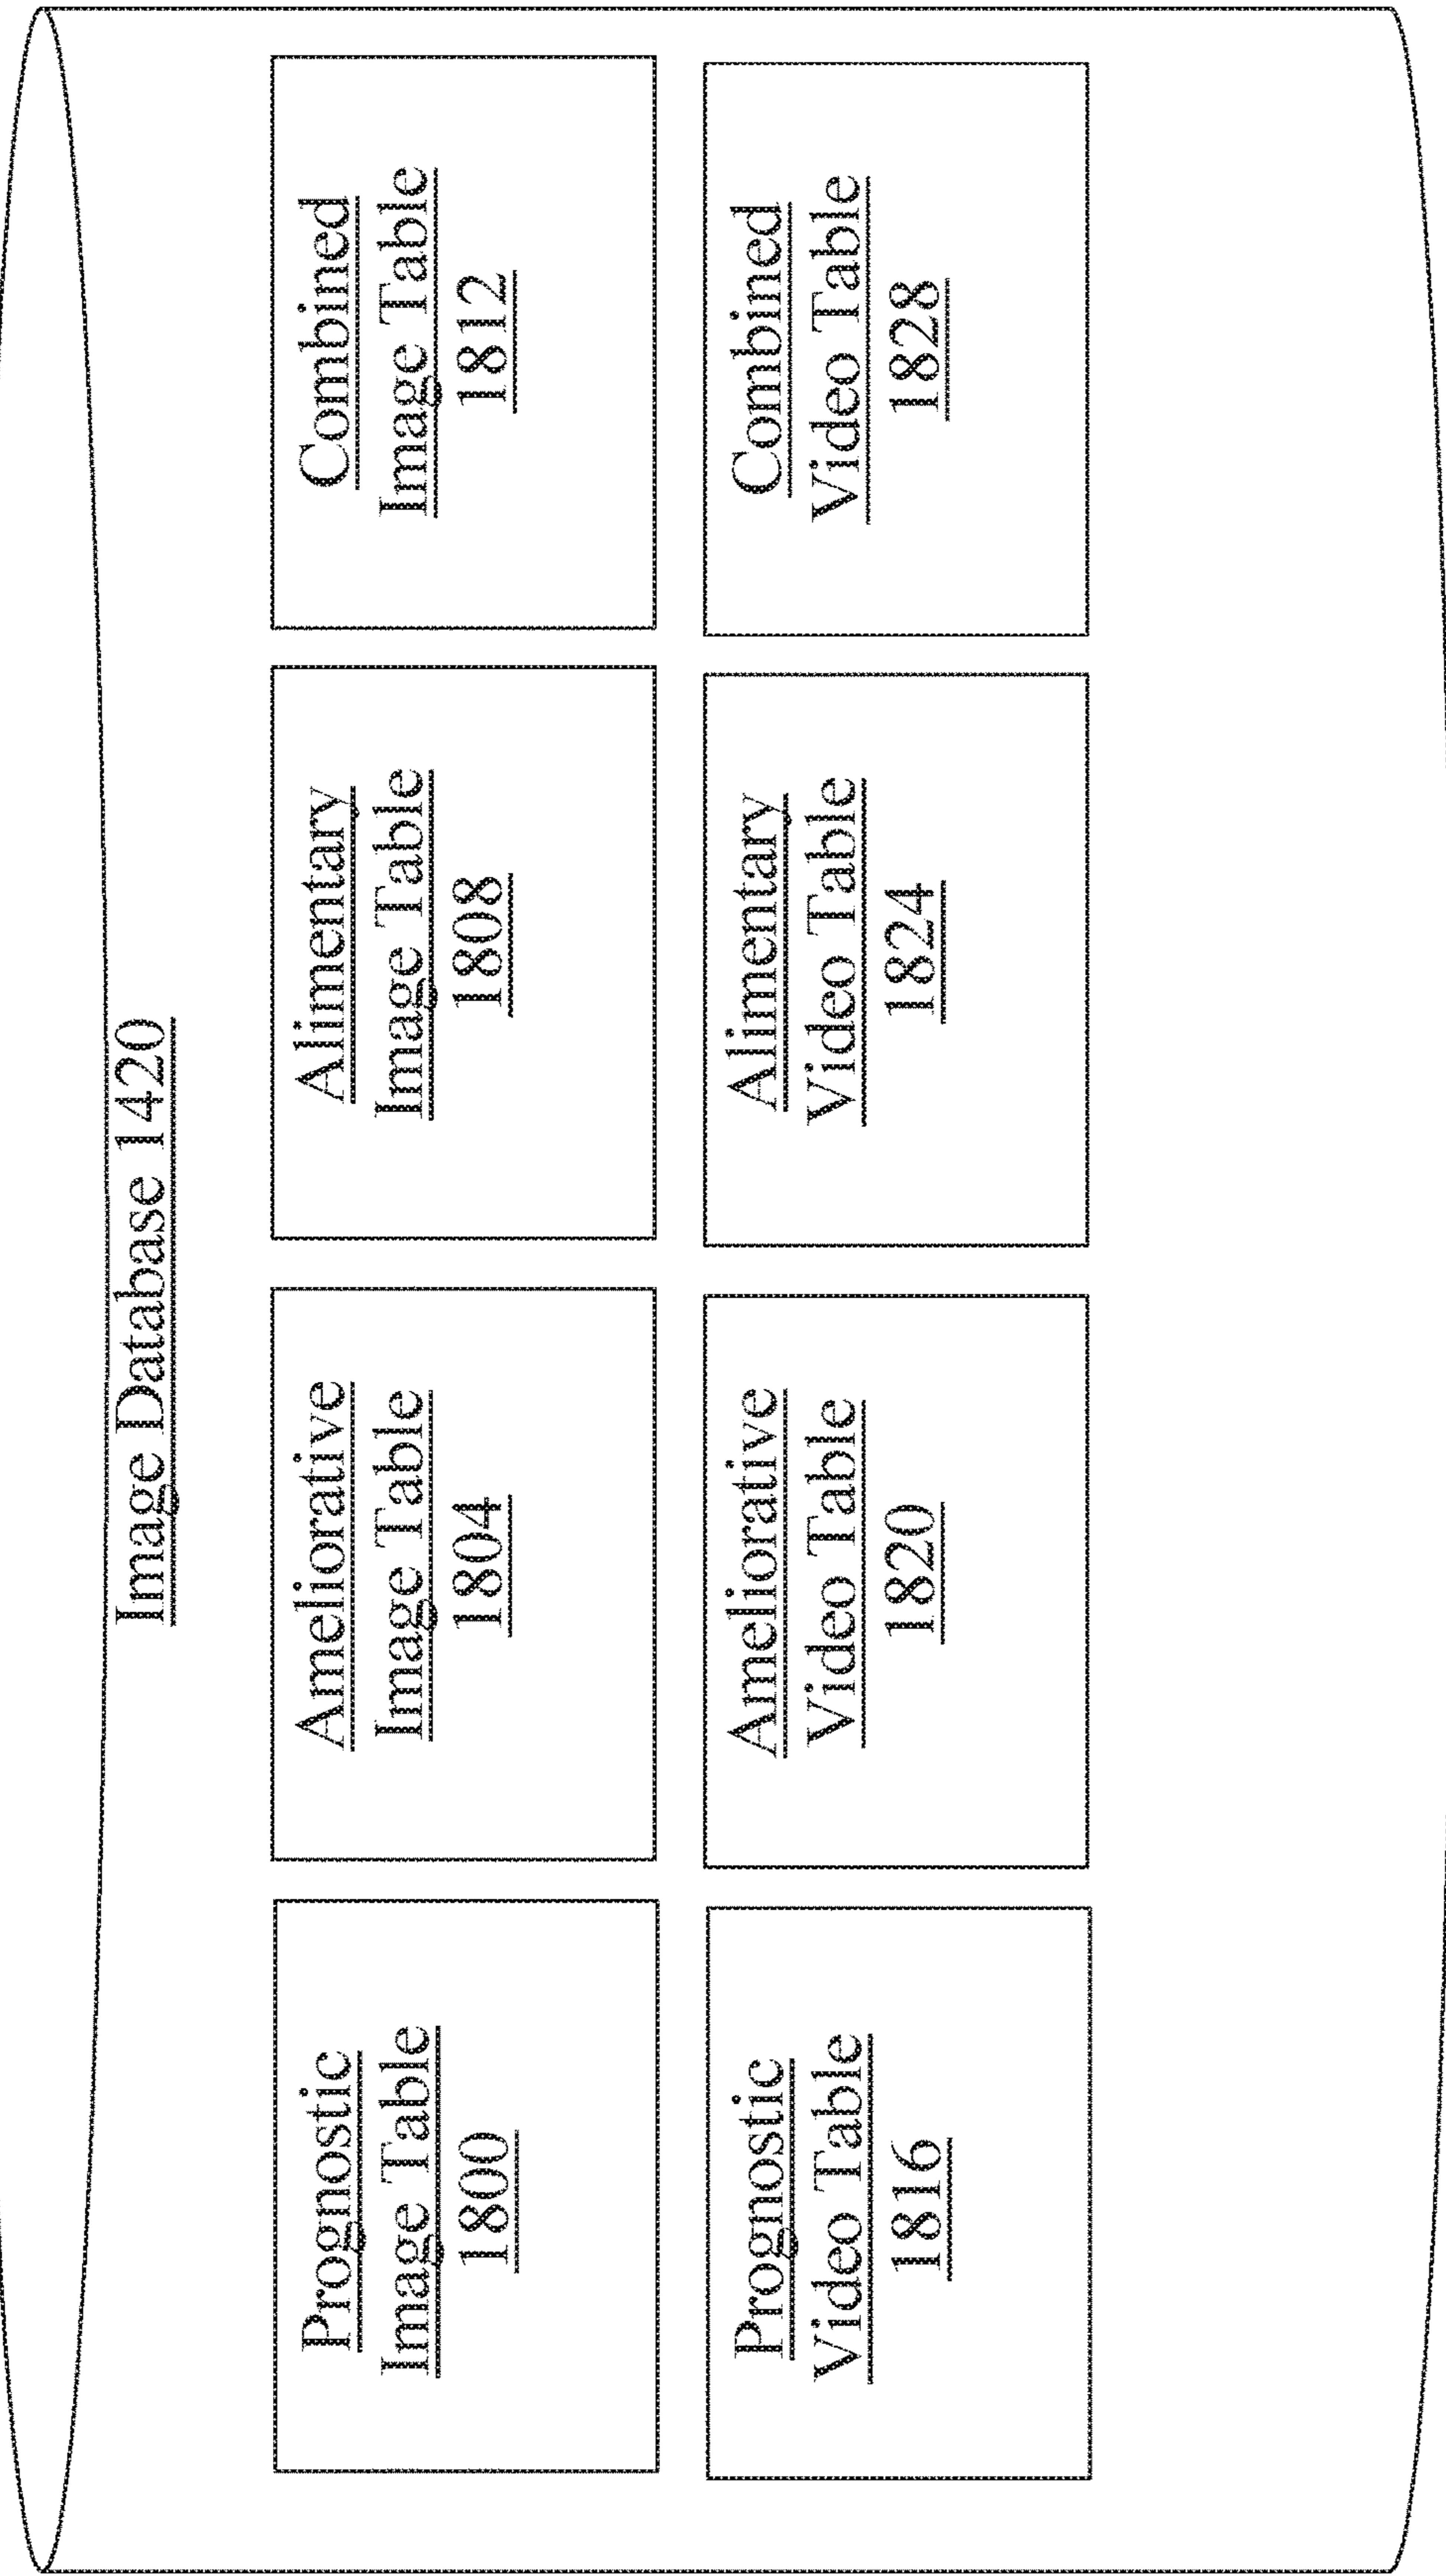 Image Database 1420
Prognostic
Image Table
1800
Ameliorative
Image Table
1804
Alimentary
Image Table
1808
Combined
Image Table
1812
Prognostic
Video Table
1816
Ameliorative
Video Table
1820
Alimentary
Video Table
1824
Combined
Video Table
1828